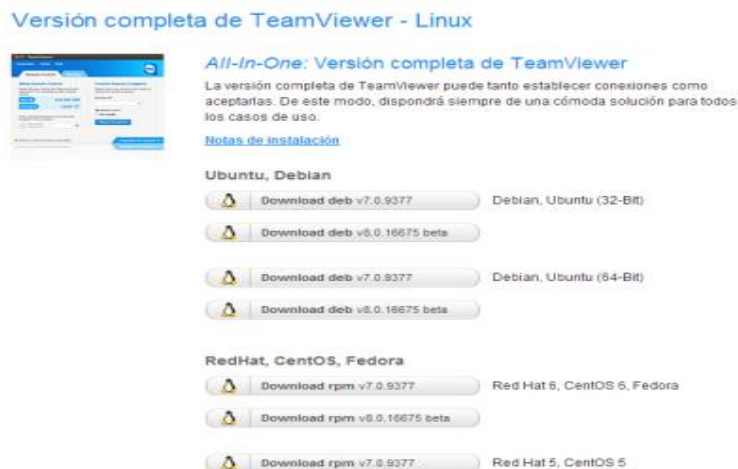 Versión completa de TeamViewer - Linux
All-In-One: Versión completa de TeamViewer
La versión completa de TeamViewer puede tanto establecer conexiones como
aceptarlas. De este modo, dispondrá siempre de una cómoda solución para todos
los casos de uso.
Notas de instalación
Ubuntu, Debian
Download deb v7.0.9377
Debian, Ubuntu (32-Bit)
Download deb v8.0.16675 beta
Download deb v7.0.9377
Debian, Ubuntu (64-Bit)
Download deb v8.0.16675 beta
RedHat, CentOS, Fedora
Download rpm v7.0.9377
Red Hat 6, CentOS 6, Fedora
Download rpm v8.0.16675 beta
Download rpm v7.0.9377
Red Hat 5, CentOS 5